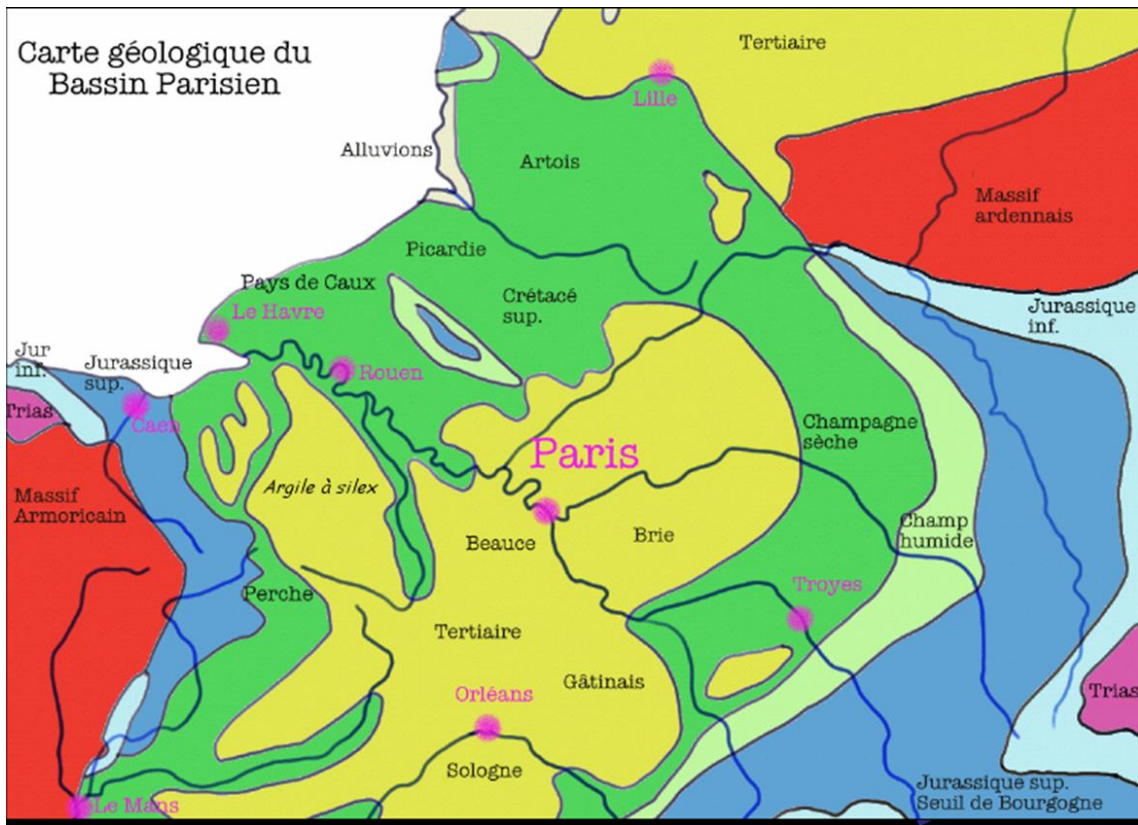 Carte géologique du
Bassin Parisien
Tertiaire
Lille
Alluvions
Artois
Massif
ardennais
Picardie
Pays de Caux
Crétacé
sup.
Le Havre
Jurassique
inf.
Jur
inf.
Jurassique
sup.
Rouen
Trias
Caen
Champagne
sèche
Paris
Argile à silex
Massif
Armoricain
Champ
humide
Beauce
Brie
Perche
Troyes
Tertiaire
Gâtinais
Orléans
Trias
Sologne
Jurassique sup.
Seuil de Bourgogne
Le Mans